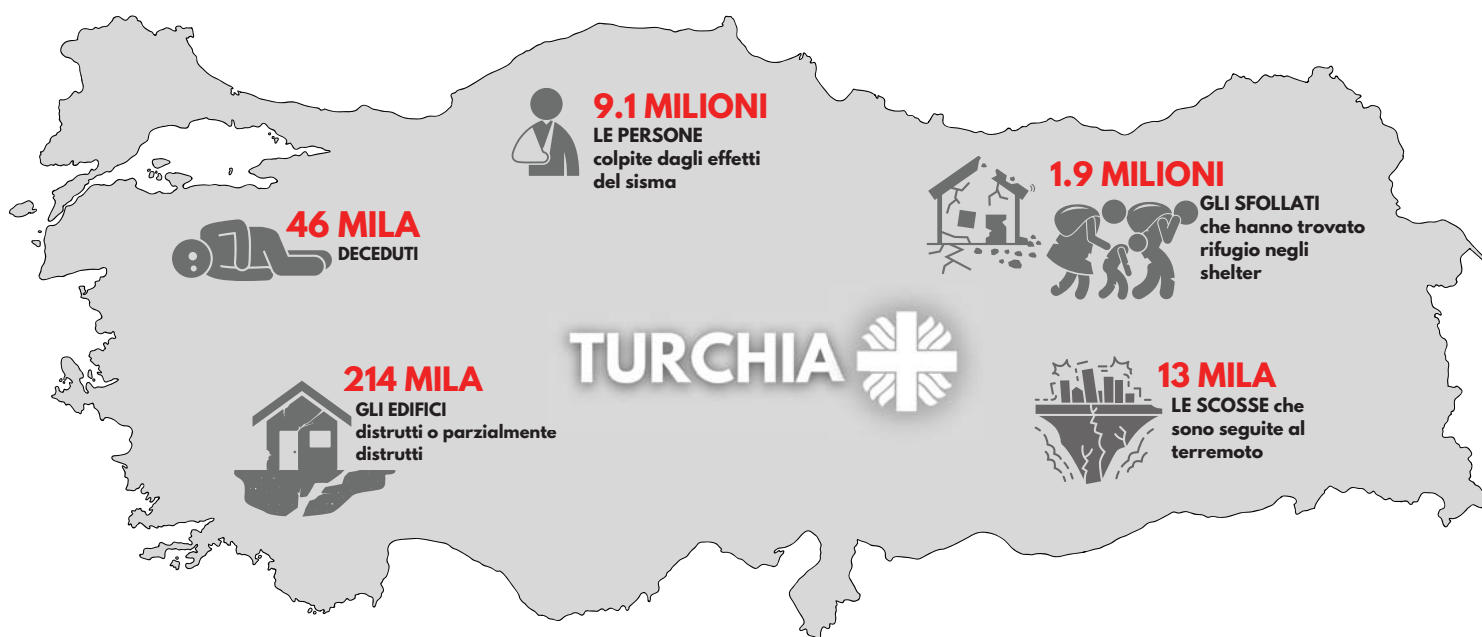 9.1 MILIONI
LE PERSONE
colpite dagli effetti
del sisma
1.9 MILIONI
GLI SFOLLATI
che hanno trovato
rifugio negli
shelter
46 MILA
DECEDUTI
TURCHIA
214 MILA
GLI EDIFICI
distrutti o parzialmente
distrutti
13 MILA
LE SCOSSE che
sono seguite al
terremoto